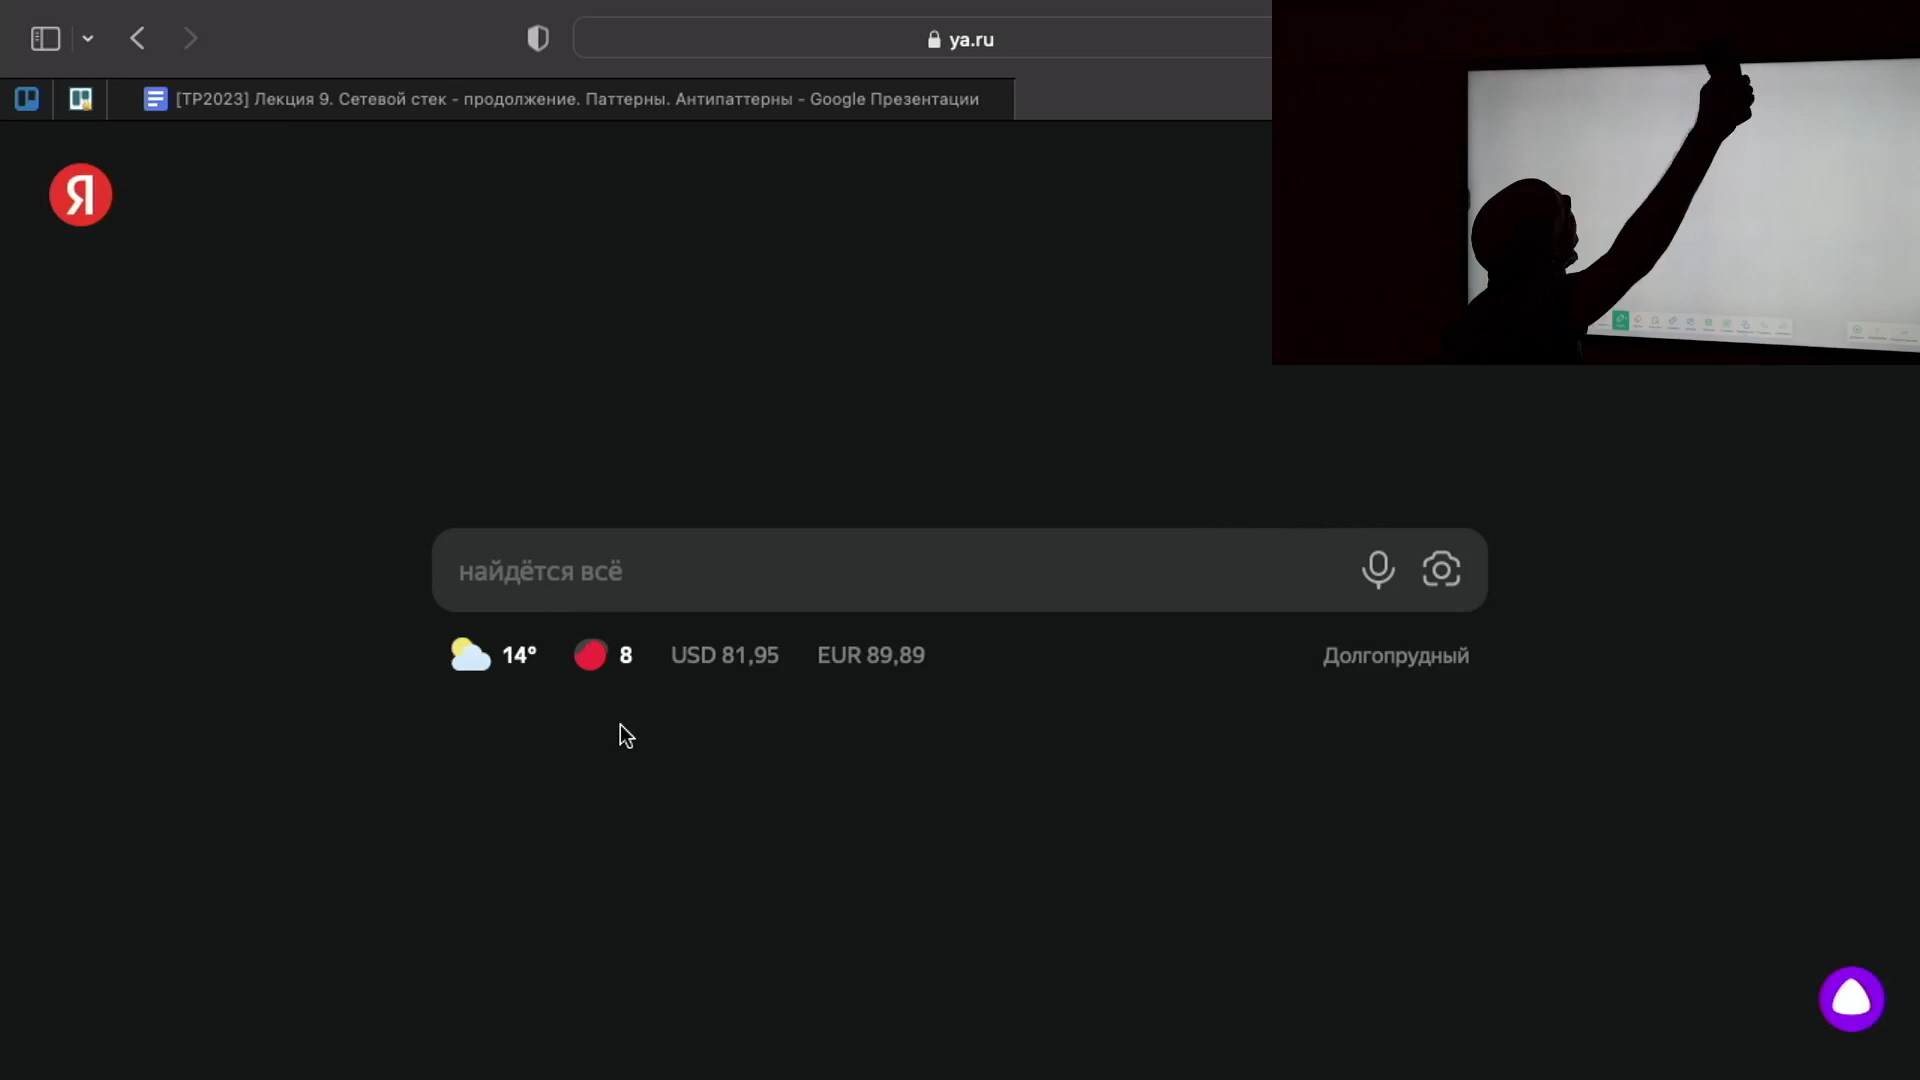 ya.ru
[TP2023] Лекция 9. Сетевой стек - продолжение. Паттерны. Антипаттерны - Google Презентации
Я
найдётся всё
14° 8 USD 81,95 EUR 89,89 Долгопрудный